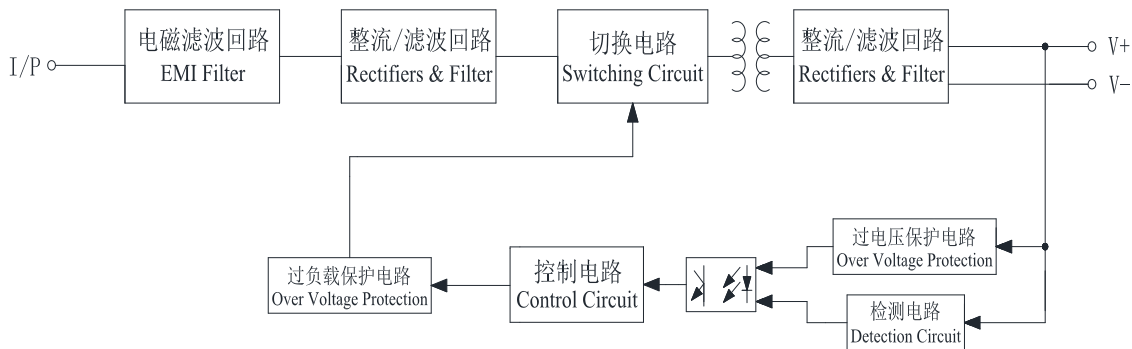 I/P
电磁滤波回路
EMI Filter
整流/滤波回路
Rectifiers & Filter
切换电路
Switching Circuit
整流/滤波回路
Rectifiers & Filter
V+
V-
过负载保护电路
Over Voltage Protection
控制电路
Control Circuit
过电压保护电路
Over Voltage Protection
检测电路
Detection Circuit